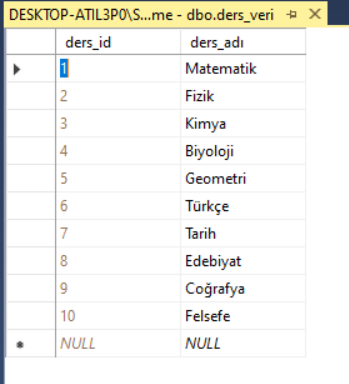 DESKTOP-ATIL3P0\S...me - dbo.ders_veri
ders_id ders_adı
1 Matematik
2 Fizik
3 Kimya
4 Biyoloji
5 Geometri
6 Türkçe
7 Tarih
8 Edebiyat
9 Coğrafya
10 Felsefe
NULL NULL